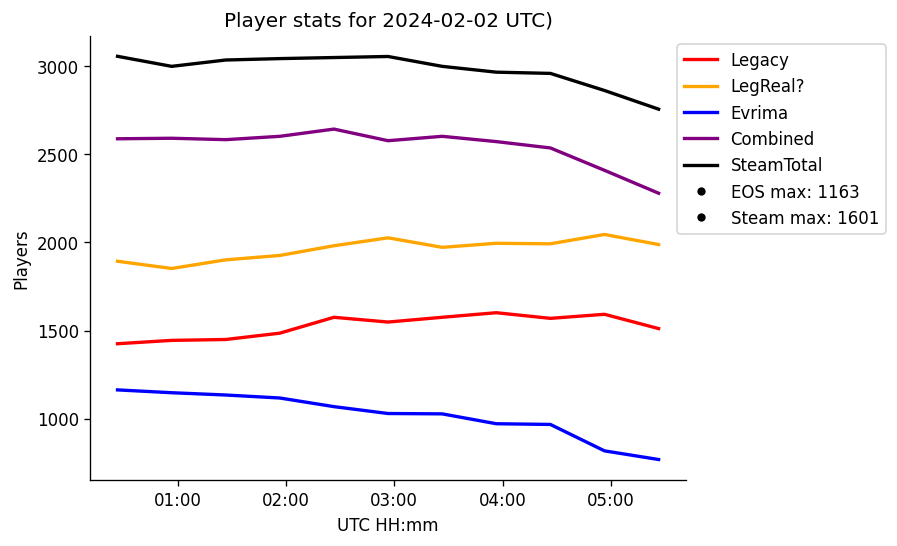 Player stats for 2024-02-02 UTC)
3000
2500
2000
1500
1000
Players
01:00 02:00 03:00 04:00 05:00
UTC HH:mm
Legacy
LegReal?
Evrima
Combined
SteamTotal
EOS max: 1163
Steam max: 1601